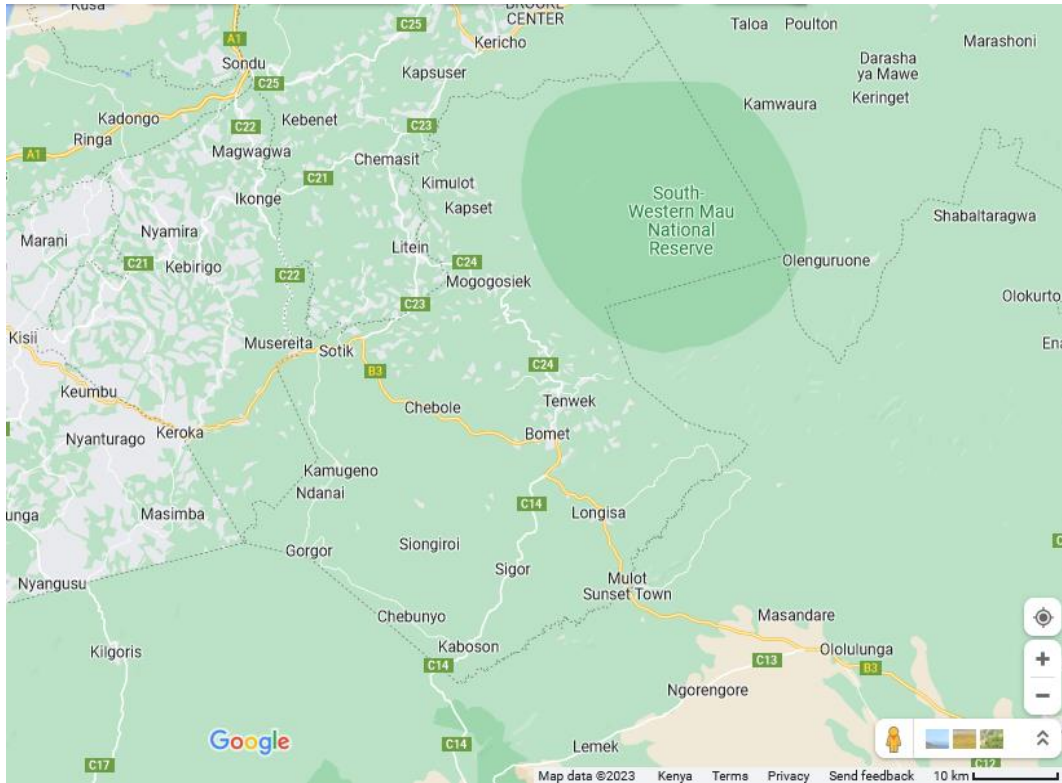 Kusa
BROOKE
CENTER
Taloa
Poulton
C25
A1
Kericho
Marashoni
Sondu
Kapsuser
Darasha
ya Mawe
C25
Keringet
Kamwaura
Kadongo
Kebenet
C22
C23
Ringa
Magwagwa
A1
Chemasit
C21
Kimulot
South-
Western Mau
National
Reserve
Ikonge
Kapset
Shabaltaragwa
Marani
Nyamira
Litein
C21
Kebirigo
C24
Olenguruone
C22
Mogogosiek
Olokurto
C23
Kisii
Musereita
Sotik
C24
B3
Keumbu
Tenwek
Chebole
Nyanturago
Keroka
Bomet
Kamugeno
Ndanai
C14
Masimba
Longisa
Siongiroi
Gorgor
Sigor
Nyangusu
Mulot
Sunset Town
Chebunyo
Masandare
Kilgoris
Kaboson
C14
C13
Ololulunga
B3
Ngorengore
Google
C14
Lemek
C17
C12
Map data ©2023 Kenya Terms Privacy Send feedback 10 km